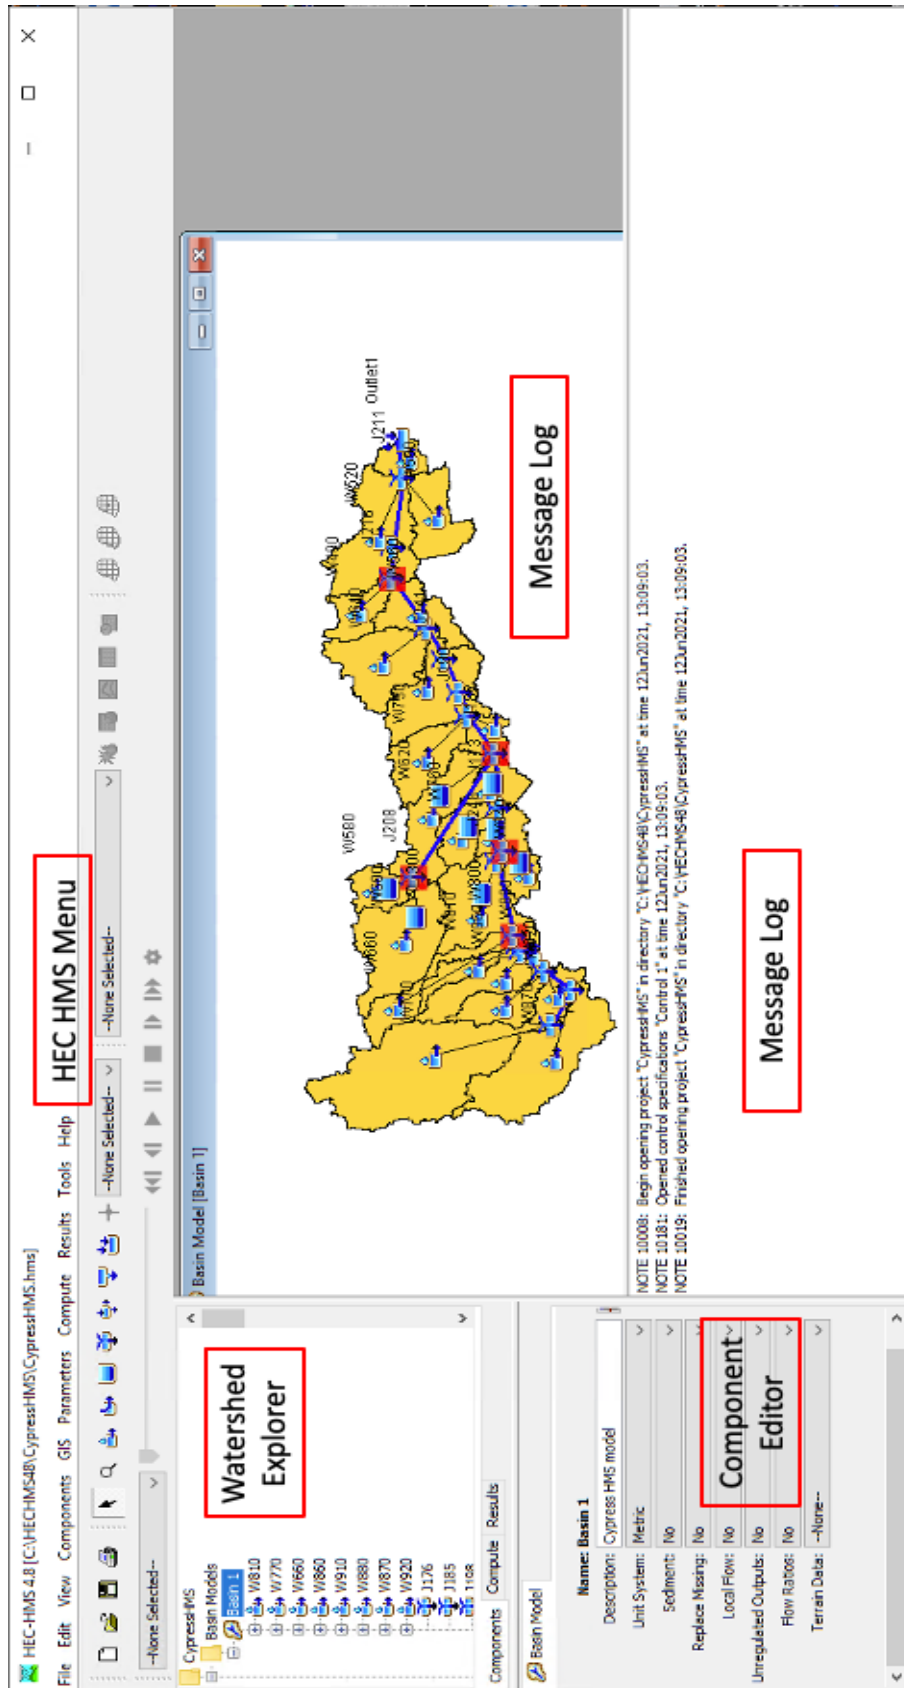 HEC-HMS 4.8 [C:\HECHMS48\CypressHMS\CypressHMS.hms]
File Edit View Components GIS Parameters Compute Results Tools Help
HEC HMS Menu
--None Selected-- --None Selected--
--None Selected--
CypressHMS
Basin Models
Basin 1
W810
W770
W660
W860
W910
W880
W870
W920
J176
J185
J198
Watershed
Explorer
Components Compute Results
Basin Model
Name: Basin 1
Description: Cypress HMS model
Unit System: Metric
Sediment: No
Replace Missing: No
Local Flow: No
Unregulated Outputs: No
Flow Ratios: No
Terrain Data: --None--
Component
Editor
Basin Model [Basin 1]
Outlet1
J211
W520
W580
J208
W620
Message Log
NOTE 10008: Begin opening project "CypressHMS" in directory "C:\HECHMS48\CypressHMS" at time 12Jun2021, 13:09:03.
NOTE 10181: Opened control specifications "Control 1" at time 12Jun2021, 13:09:03.
NOTE 10019: Finished opening project "CypressHMS" in directory "C:\HECHMS48\CypressHMS" at time 12Jun2021, 13:09:03.
Message Log